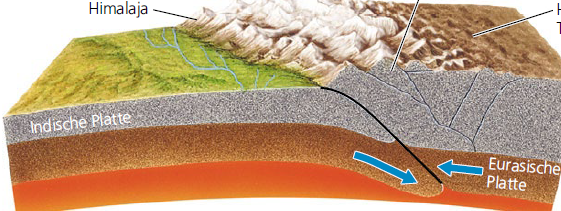 Himalaja
H
T
Indische Platte
Eurasische
Platte